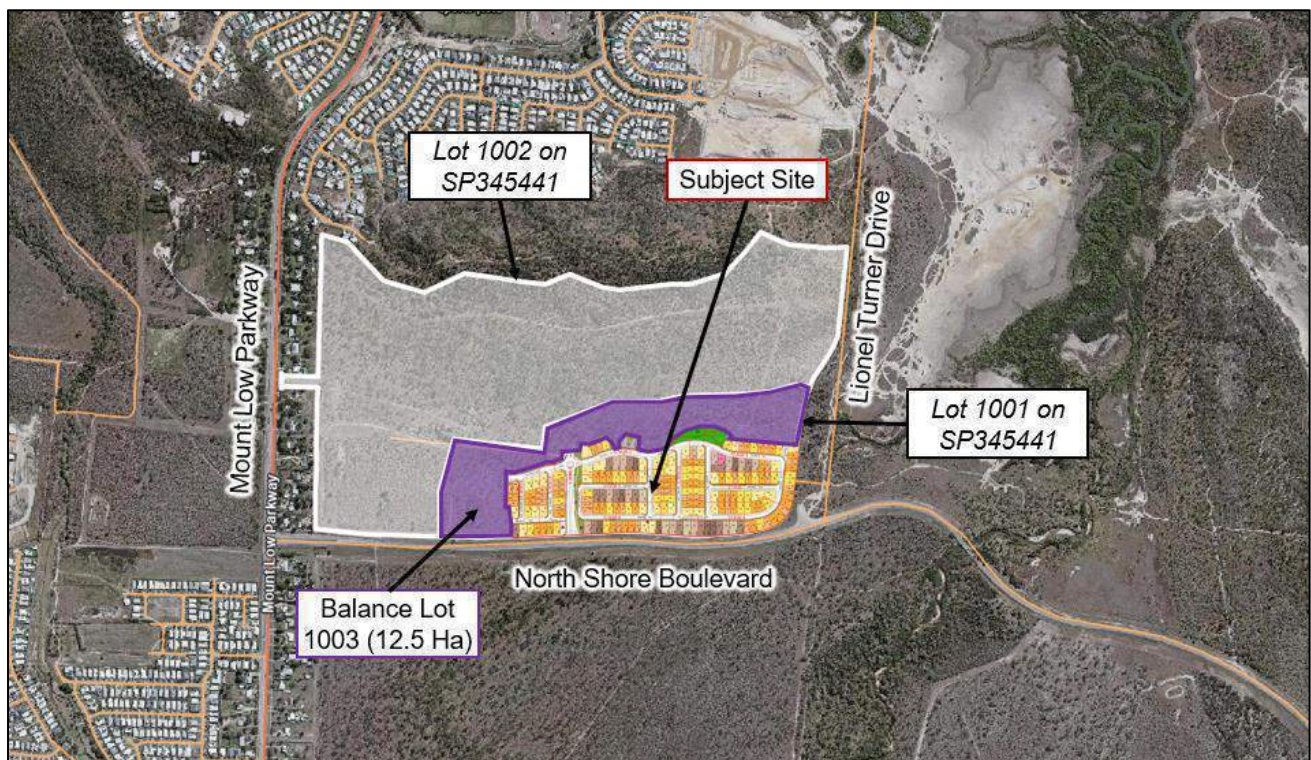 Lot 1002 on
SP345441
Subject Site
Mount Low Parkway
Lionel Turner Drive
Lot 1001 on
SP345441
Mount Low Parkway
North Shore Boulevard
Balance Lot
1003 (12.5 Ha)